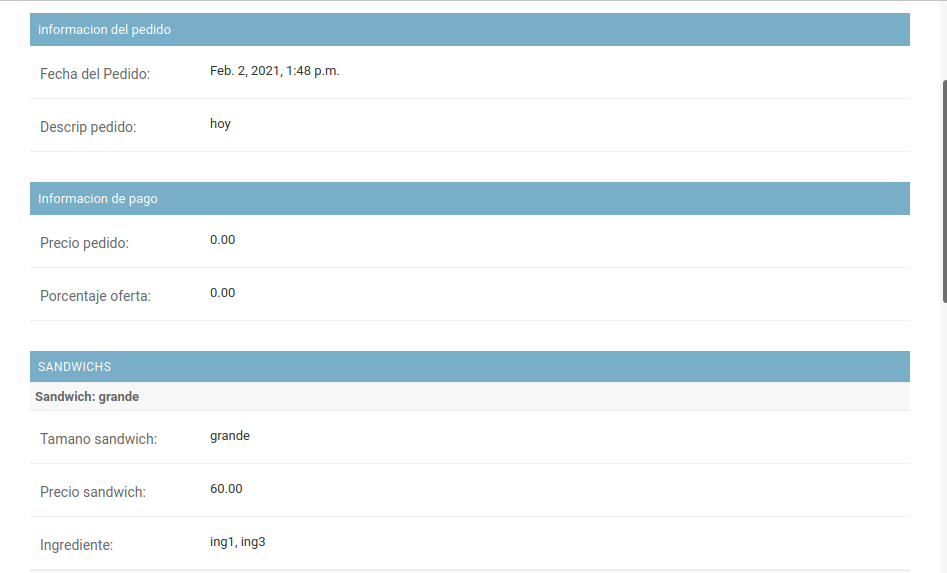 informacion del pedido
Fecha del Pedido: Feb. 2, 2021, 1:48 p.m.
Descrip pedido: hoy
Informacion de pago
Precio pedido: 0.00
Porcentaje oferta: 0.00
SANDWICHS
Sandwich: grande
Tamano sandwich: grande
Precio sandwich: 60.00
Ingrediente: ing1, ing3